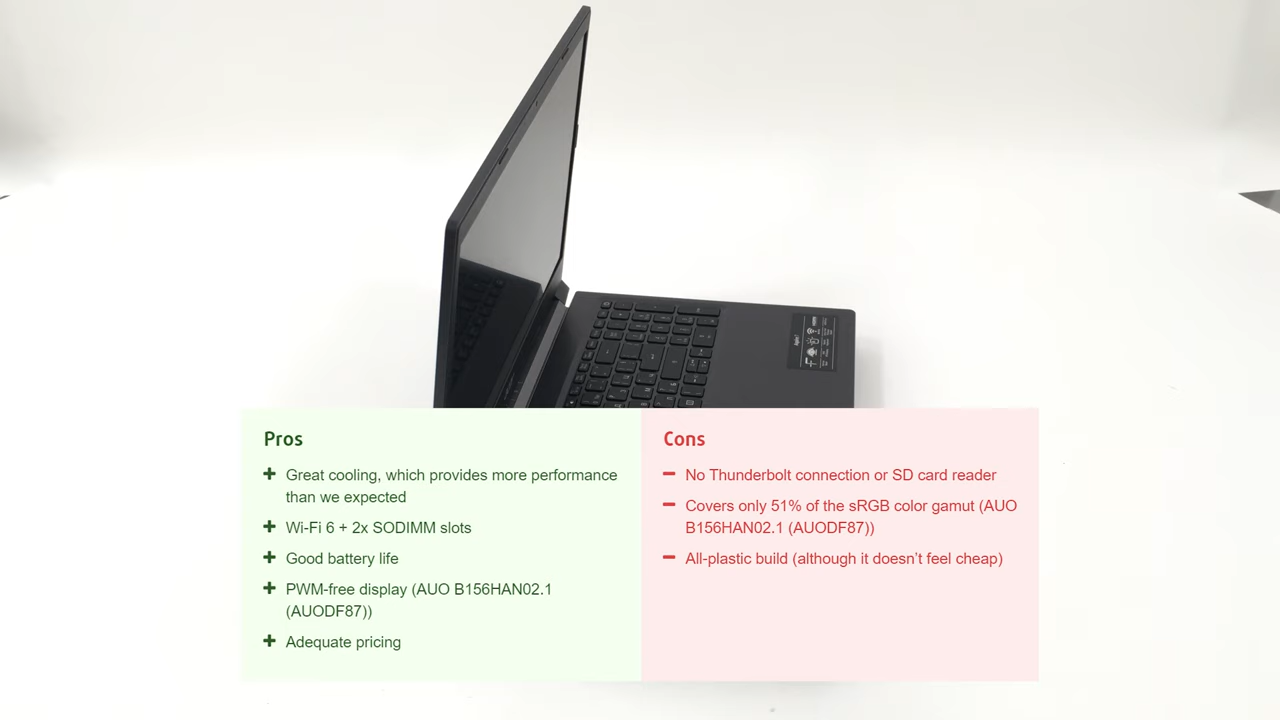 Pros
Great cooling, which provides more performance
than we expected
Wi-Fi 6 + 2x SODIMM slots
Good battery life
PWM-free display (AUO B156HAN02.1
(AUODF87))
Adequate pricing
Cons
No Thunderbolt connection or SD card reader
Covers only 51% of the sRGB color gamut (AUO
B156HAN02.1 (AUODF87))
All-plastic build (although it doesn’t feel cheap)